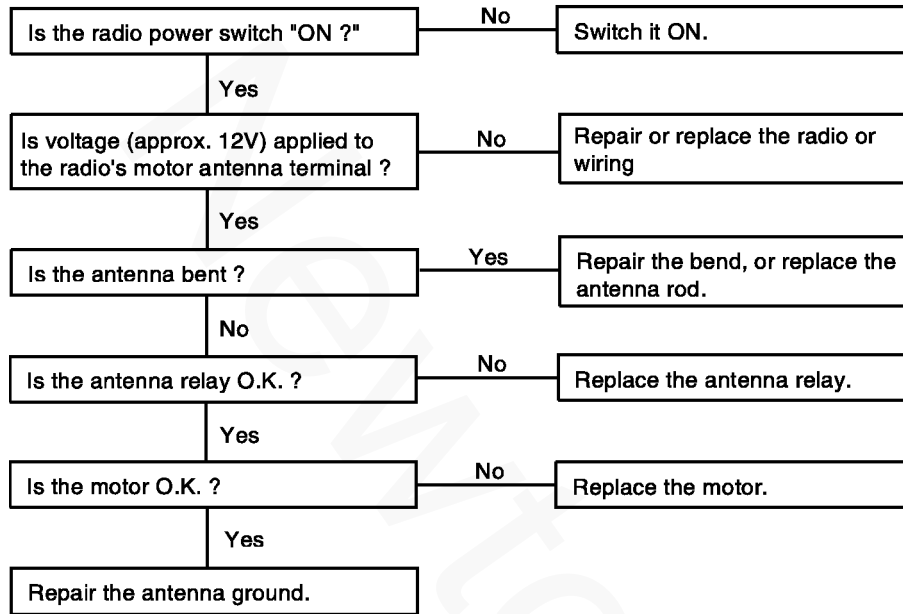 Is the radio power switch "ON ?"
No
Switch it ON.
Yes
Is voltage (approx. 12V) applied to
the radio's motor antenna terminal ?
No
Repair or replace the radio or
wiring
Yes
Is the antenna bent ?
Yes
Repair the bend, or replace the
antenna rod.
No
Is the antenna relay O.K. ?
No
Replace the antenna relay.
Yes
Is the motor O.K. ?
No
Replace the motor.
Yes
Repair the antenna ground.